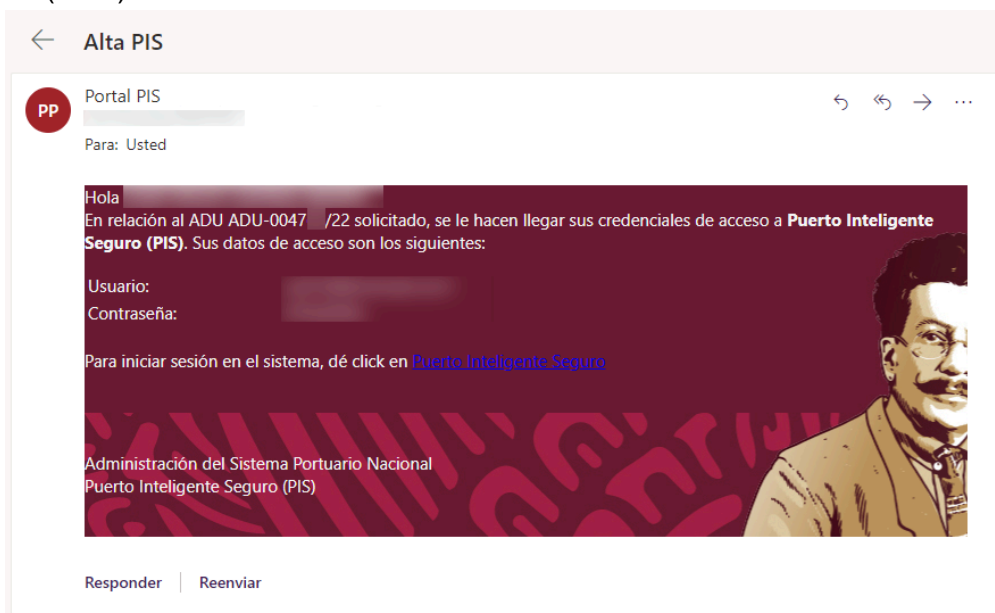 Alta PIS
PP
Portal PIS
Para: Usted
Hola
En relación al ADU ADU-0047 /22 solicitado, se le hacen llegar sus credenciales de acceso a Puerto Inteligente
Seguro (PIS). Sus datos de acceso son los siguientes:
Usuario:
Contraseña:
Para iniciar sesión en el sistema, dé click en Puerto Inteligente Seguro
Administración del Sistema Portuario Nacional
Puerto Inteligente Seguro (PIS)
Responder
Reenviar